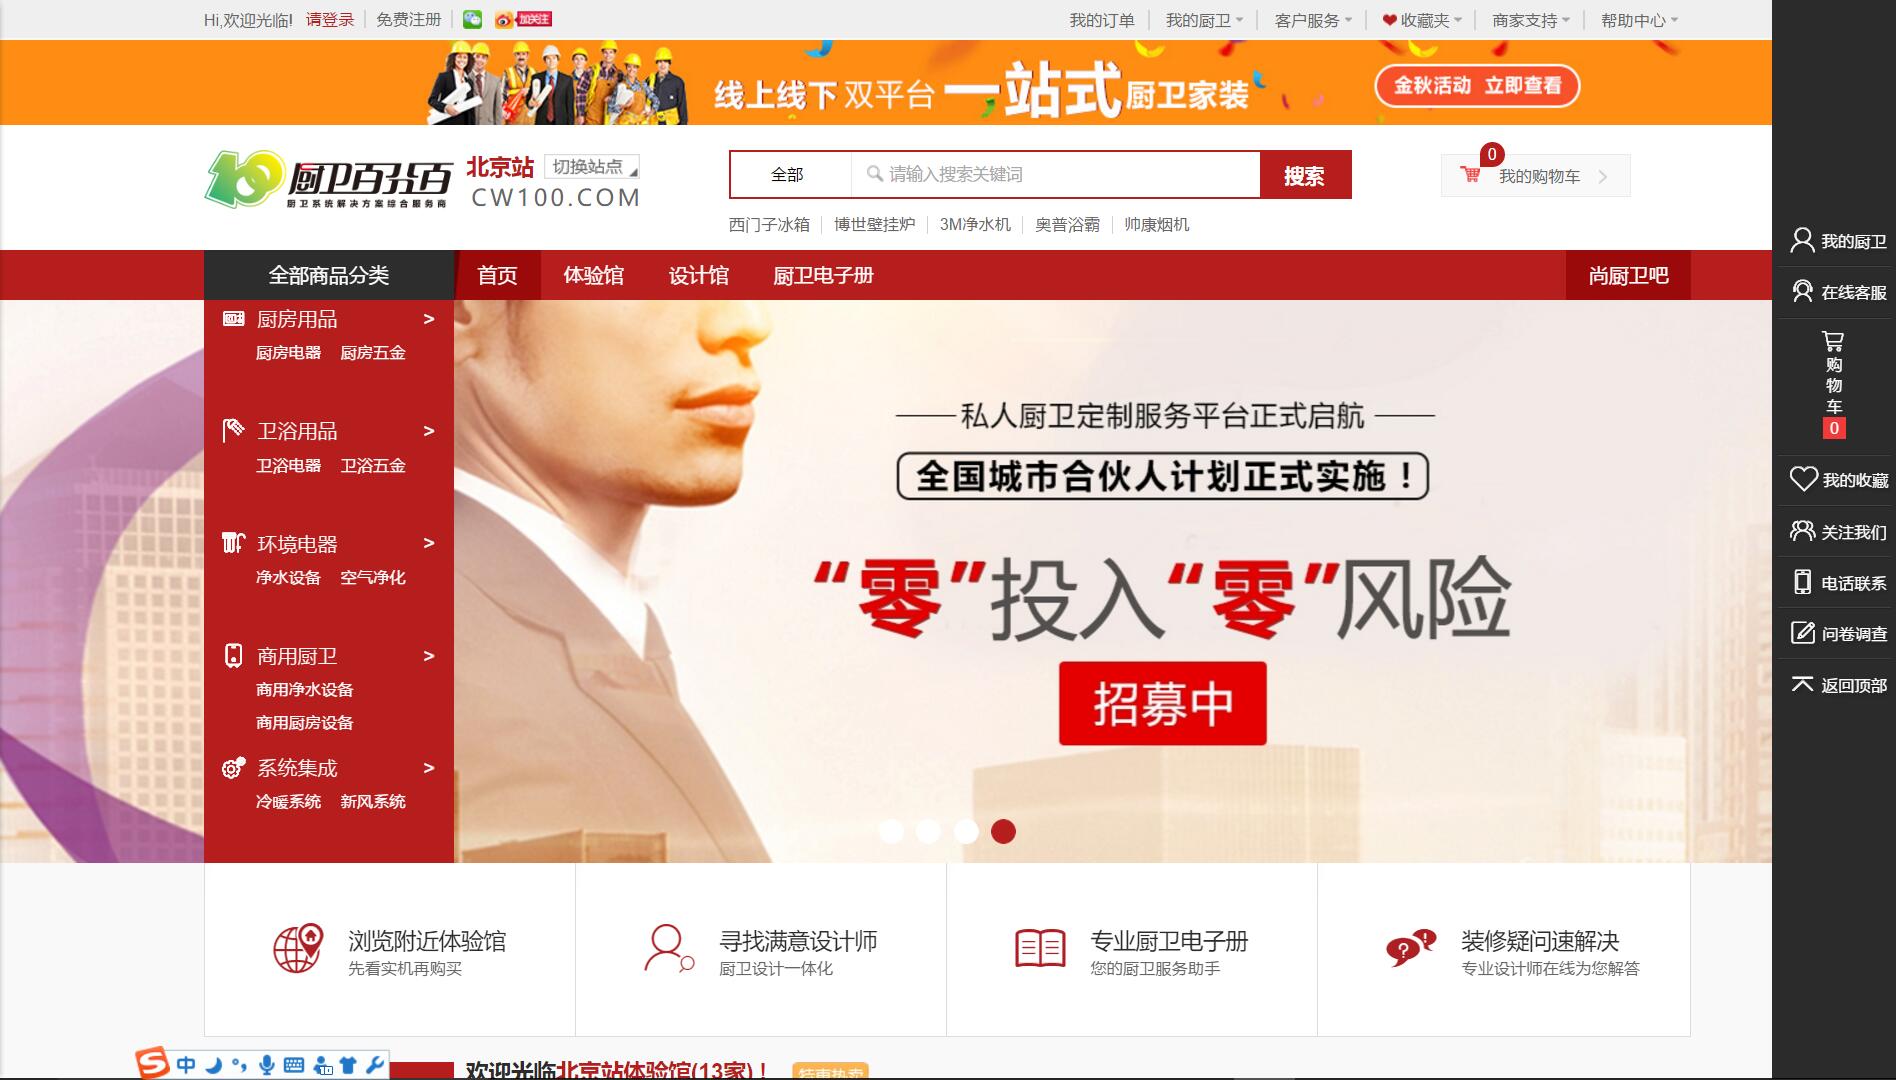 Hi,欢迎光临! 请登录 免费注册 加关注
我的订单 我的厨卫 客户服务 收藏夹 商家支持 帮助中心
线上线下 双平台 一站式 厨卫家装
金秋活动 立即查看
厨卫百分百
厨卫系统解决方案综合服务商
北京站 切换站点
CW100.COM
全部 请输入搜索关键词 搜索
0
我的购物车
西门子冰箱 博世壁挂炉 3M净水机 奥普浴霸 帅康烟机
全部商品分类 首页 体验馆 设计馆 厨卫电子册 尚厨卫吧
厨房用品 >
厨房电器 厨房五金
卫浴用品 >
卫浴电器 卫浴五金
环境电器 >
净水设备 空气净化
商用厨卫 >
商用净水设备
商用厨房设备
系统集成 >
冷暖系统 新风系统
私人厨卫定制服务平台正式启航
全国城市合伙人计划正式实施！
“零”投入“零”风险
招募中
我的厨卫
在线客服
购
物
车
0
我的收藏
关注我们
电话联系
问卷调查
返回顶部
浏览附近体验馆
先看实机再购买
寻找满意设计师
厨卫设计一体化
专业厨卫电子册
您的厨卫服务助手
装修疑问速解决
专业设计师在线为您解答
S 中
欢迎光临北京站体验馆(13家)！ 特惠热卖